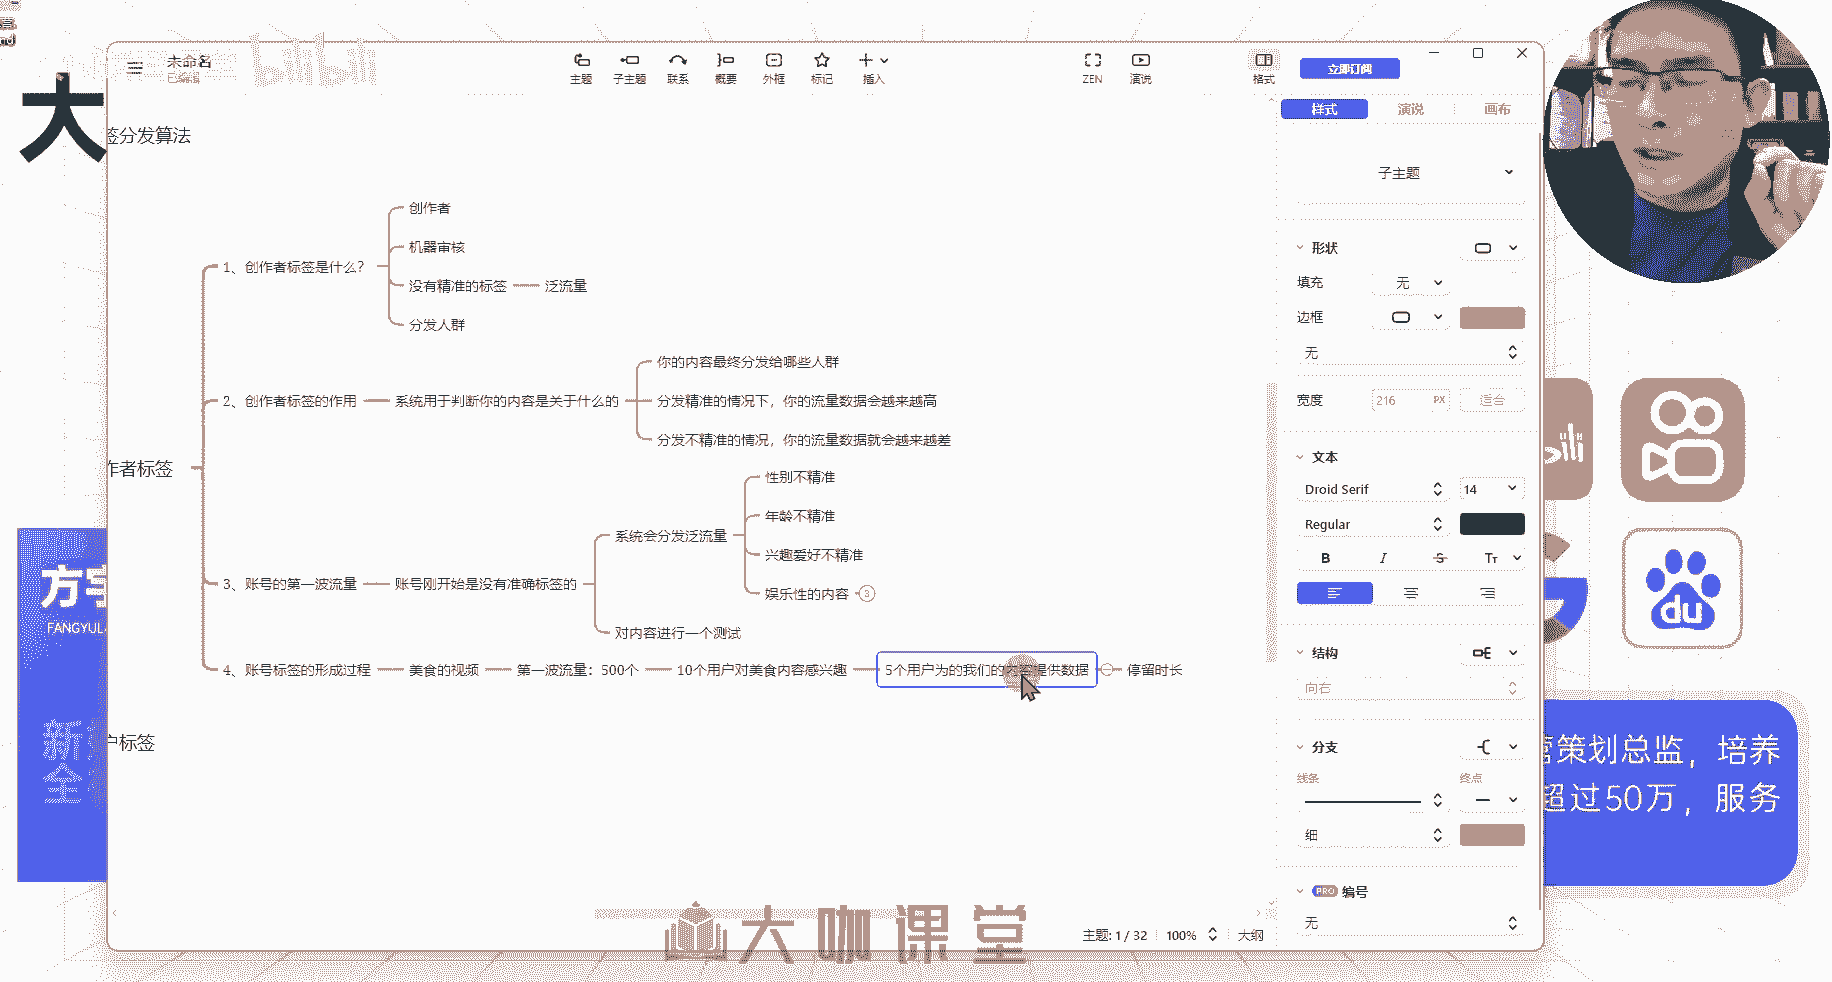 未命名
已编辑
bilibili
主题
子主题
联系
概要
外框
标记
插入
ZEN
演说
格式
立即订阅
大
签分发算法
样式
演说
画布
子主题
创作者
机器审核
1、创作者标签是什么？
没有精准的标签
泛流量
分发人群
形状
填充
无
边框
无
你的内容最终分发给哪些人群
2、创作者标签的作用
系统用于判断你的内容是关于什么的
分发精准的情况下，你的流量数据会越来越高
分发不精准的情况，你的流量数据就会越来越差
宽度
216
PX
适合
作者标签
文本
性别不精准
Droid Serif
14
年龄不精准
Regular
系统会分发泛流量
兴趣爱好不精准
B
I
S
TT
3、账号的第一波流量
账号刚开始是没有准确标签的
娱乐性的内容
3
对内容进行一个测试
方宇
FANGYUL
du
4、账号标签的形成过程
美食的视频
第一波流量：500个
10个用户对美食内容感兴趣
5个用户为的我们的内容提供数据
停留时长
结构
向右
户标签
新
全
分支
线条
终点
细
营策划总监，培养
超过50万，服务
PRO
编号
无
大咖课堂
主题: 1 / 32
100%
大纲